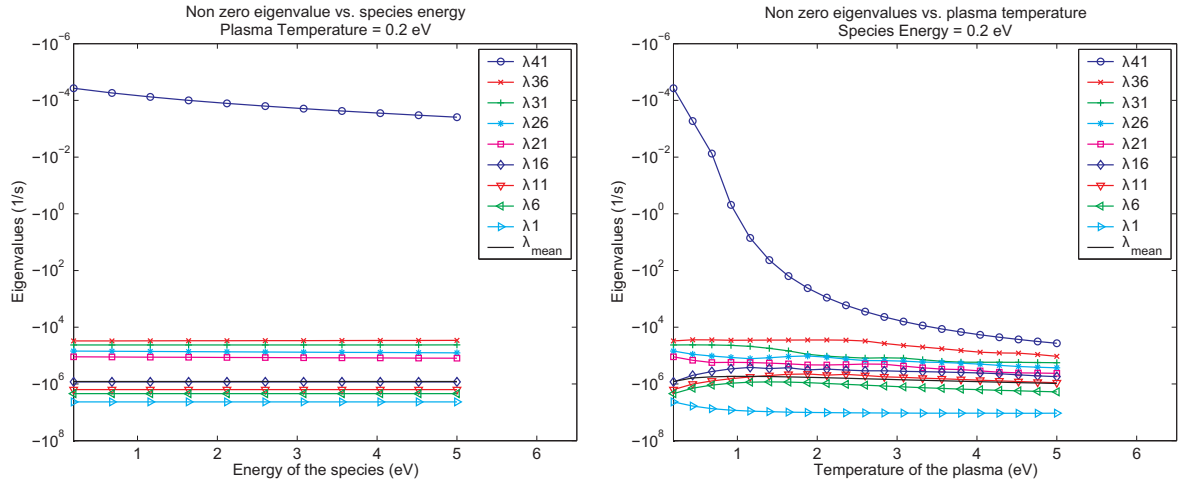 Non zero eigenvalue vs. species energy
Plasma Temperature = 0.2 eV
−10^−6
−10^−4
−10^−2
−10^0
−10^2
−10^4
−10^6
−10^8
Eigenvalues (1/s)
λ41
λ36
λ31
λ26
λ21
λ16
λ11
λ6
λ1
λ_mean
1 2 3 4 5 6
Energy of the species (eV)
Non zero eigenvalues vs. plasma temperature
Species Energy = 0.2 eV
−10^−6
−10^−4
−10^−2
−10^0
−10^2
−10^4
−10^6
−10^8
Eigenvalues (1/s)
λ41
λ36
λ31
λ26
λ21
λ16
λ11
λ6
λ1
λ_mean
1 2 3 4 5 6
Temperature of the plasma (eV)